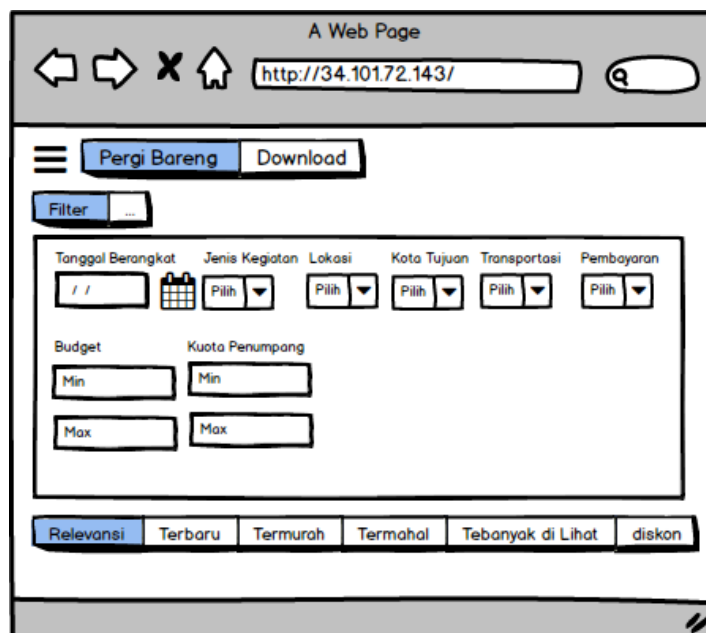 A Web Page
http://34.101.72.143/
Pergi Bareng Download
Filter ...
Tanggal Berangkat Jenis Kegiatan Lokasi Kota Tujuan Transportasi Pembayaran
/ / Pilih Pilih Pilih Pilih Pilih
Budget Kuota Penumpang
Min Min
Max Max
Relevansi Terbaru Termurah Termahal Tebanyak di Lihat diskon